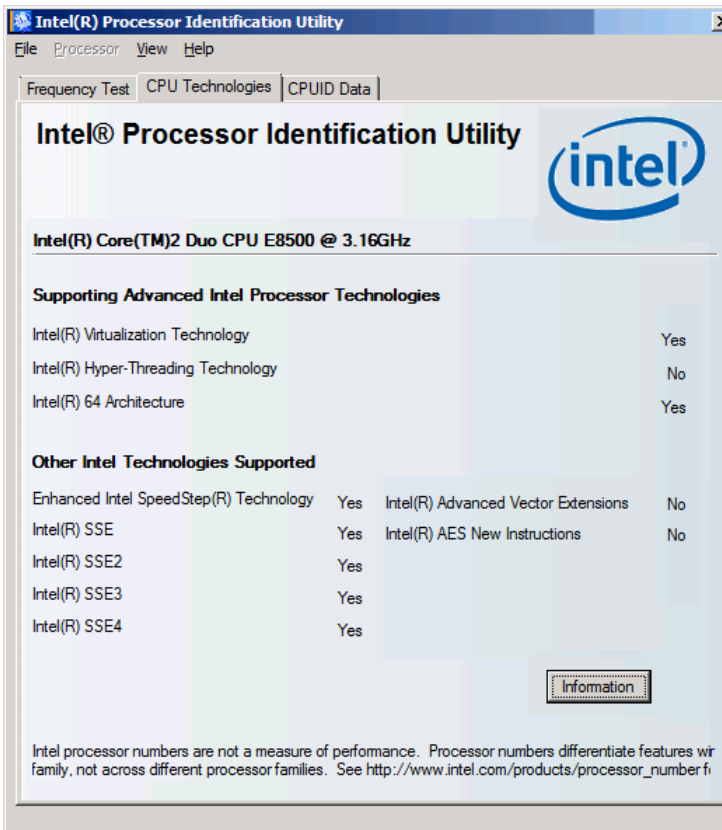 Intel(R) Processor Identification Utility
File Processor View Help
Frequency Test CPU Technologies CPUID Data
Intel® Processor Identification Utility
intel
Intel(R) Core(TM)2 Duo CPU E8500 @ 3.16GHz
Supporting Advanced Intel Processor Technologies
Intel(R) Virtualization Technology Yes
Intel(R) Hyper-Threading Technology No
Intel(R) 64 Architecture Yes
Other Intel Technologies Supported
Enhanced Intel SpeedStep(R) Technology Yes Intel(R) Advanced Vector Extensions No
Intel(R) SSE Yes Intel(R) AES New Instructions No
Intel(R) SSE2 Yes
Intel(R) SSE3 Yes
Intel(R) SSE4 Yes
Information
Intel processor numbers are not a measure of performance. Processor numbers differentiate features
family, not across different processor families. See http://www.intel.com/products/processor_number